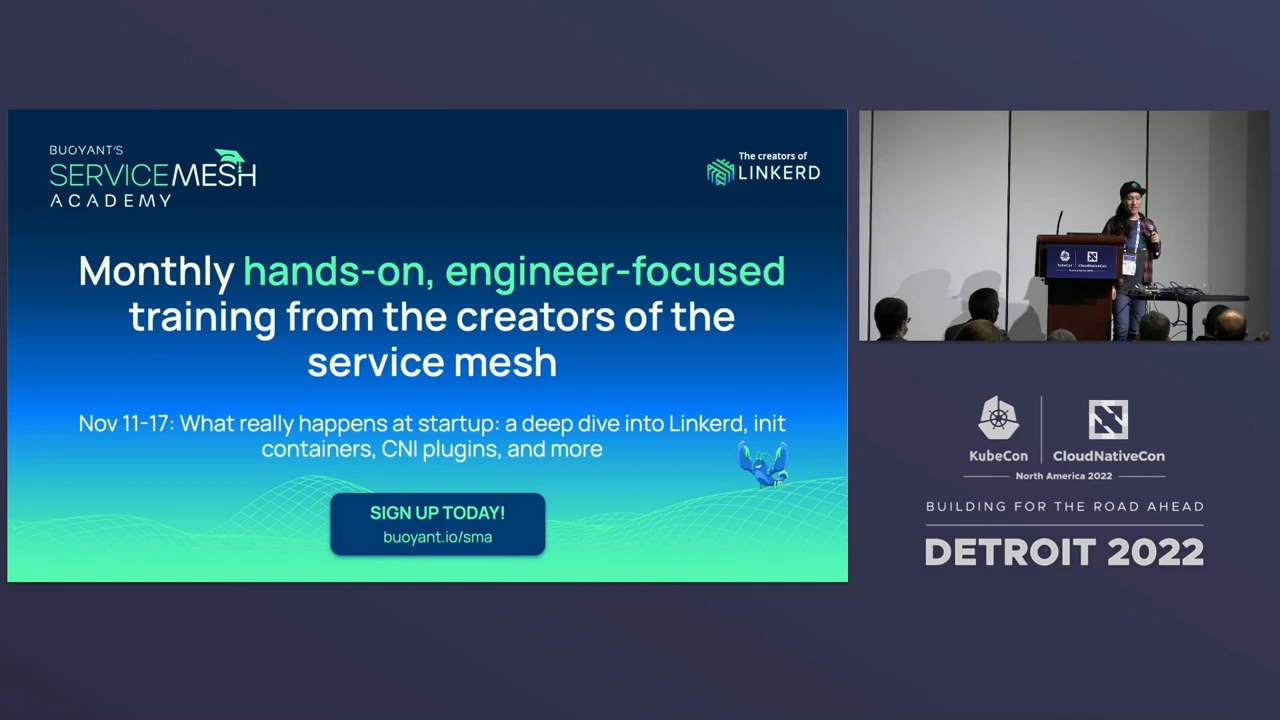 BUOYANT'S
SERVICEMESH
ACADEMY
The creators of
LINKERD
Monthly hands-on, engineer-focused
training from the creators of the
service mesh
Nov 11-17: What really happens at startup: a deep dive into Linkerd, init
containers, CNI plugins, and more
SIGN UP TODAY!
buoyant.io/sma
KubeCon
CloudNativeCon
KubeCon
CloudNativeCon
North America 2022
BUILDING FOR THE ROAD AHEAD
DETROIT 2022